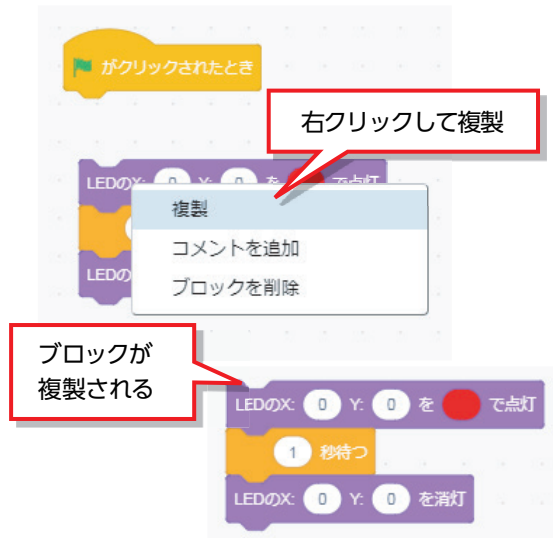 がクリックされたとき
右クリックして複製
LEDのX: 0 Y: 0 を で点灯
複製
コメントを追加
LEDの
ブロックを削除
ブロックが
複製される
LEDのX: 0 Y: 0 を で点灯
1 秒待つ
LEDのX: 0 Y: 0 を消灯